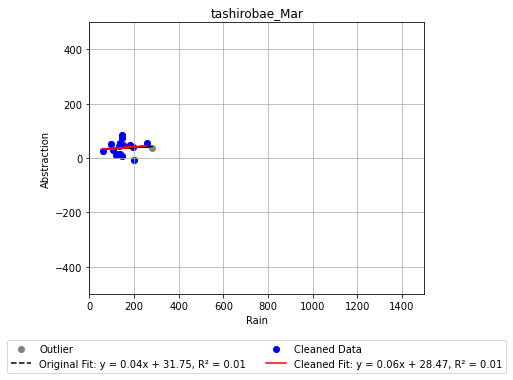 tashirobae_Mar
Abstraction
400
200
0
−200
−400
0 200 400 600 800 1000 1200 1400
Rain
Outlier
Original Fit: y = 0.04x + 31.75, R² = 0.01
Cleaned Data
Cleaned Fit: y = 0.06x + 28.47, R² = 0.01